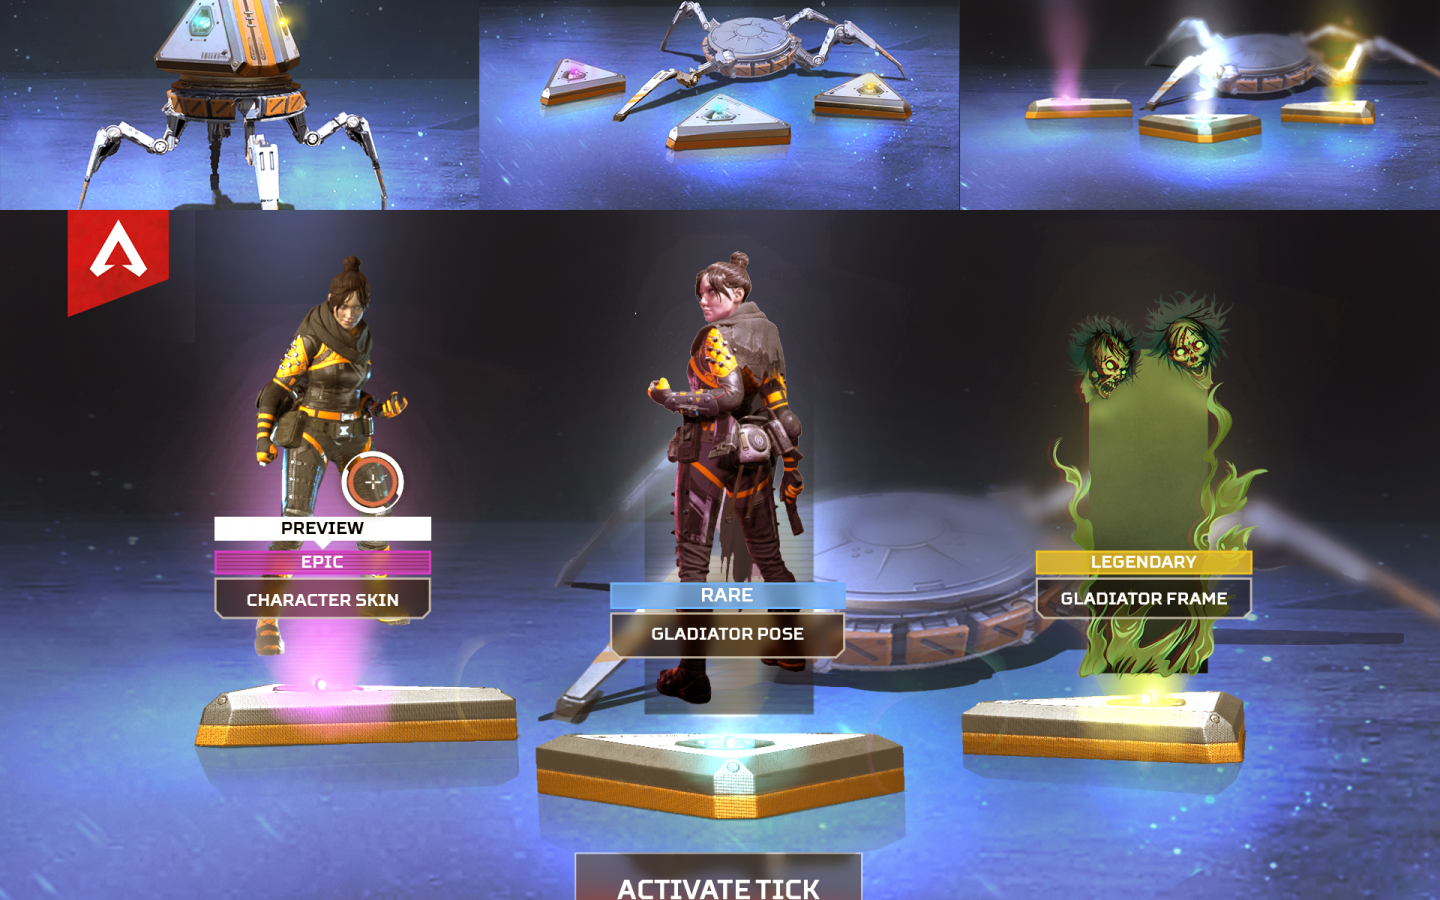 PREVIEW
EPIC
CHARACTER SKIN
RARE
GLADIATOR POSE
LEGENDARY
GLADIATOR FRAME
ACTIVATE TICK